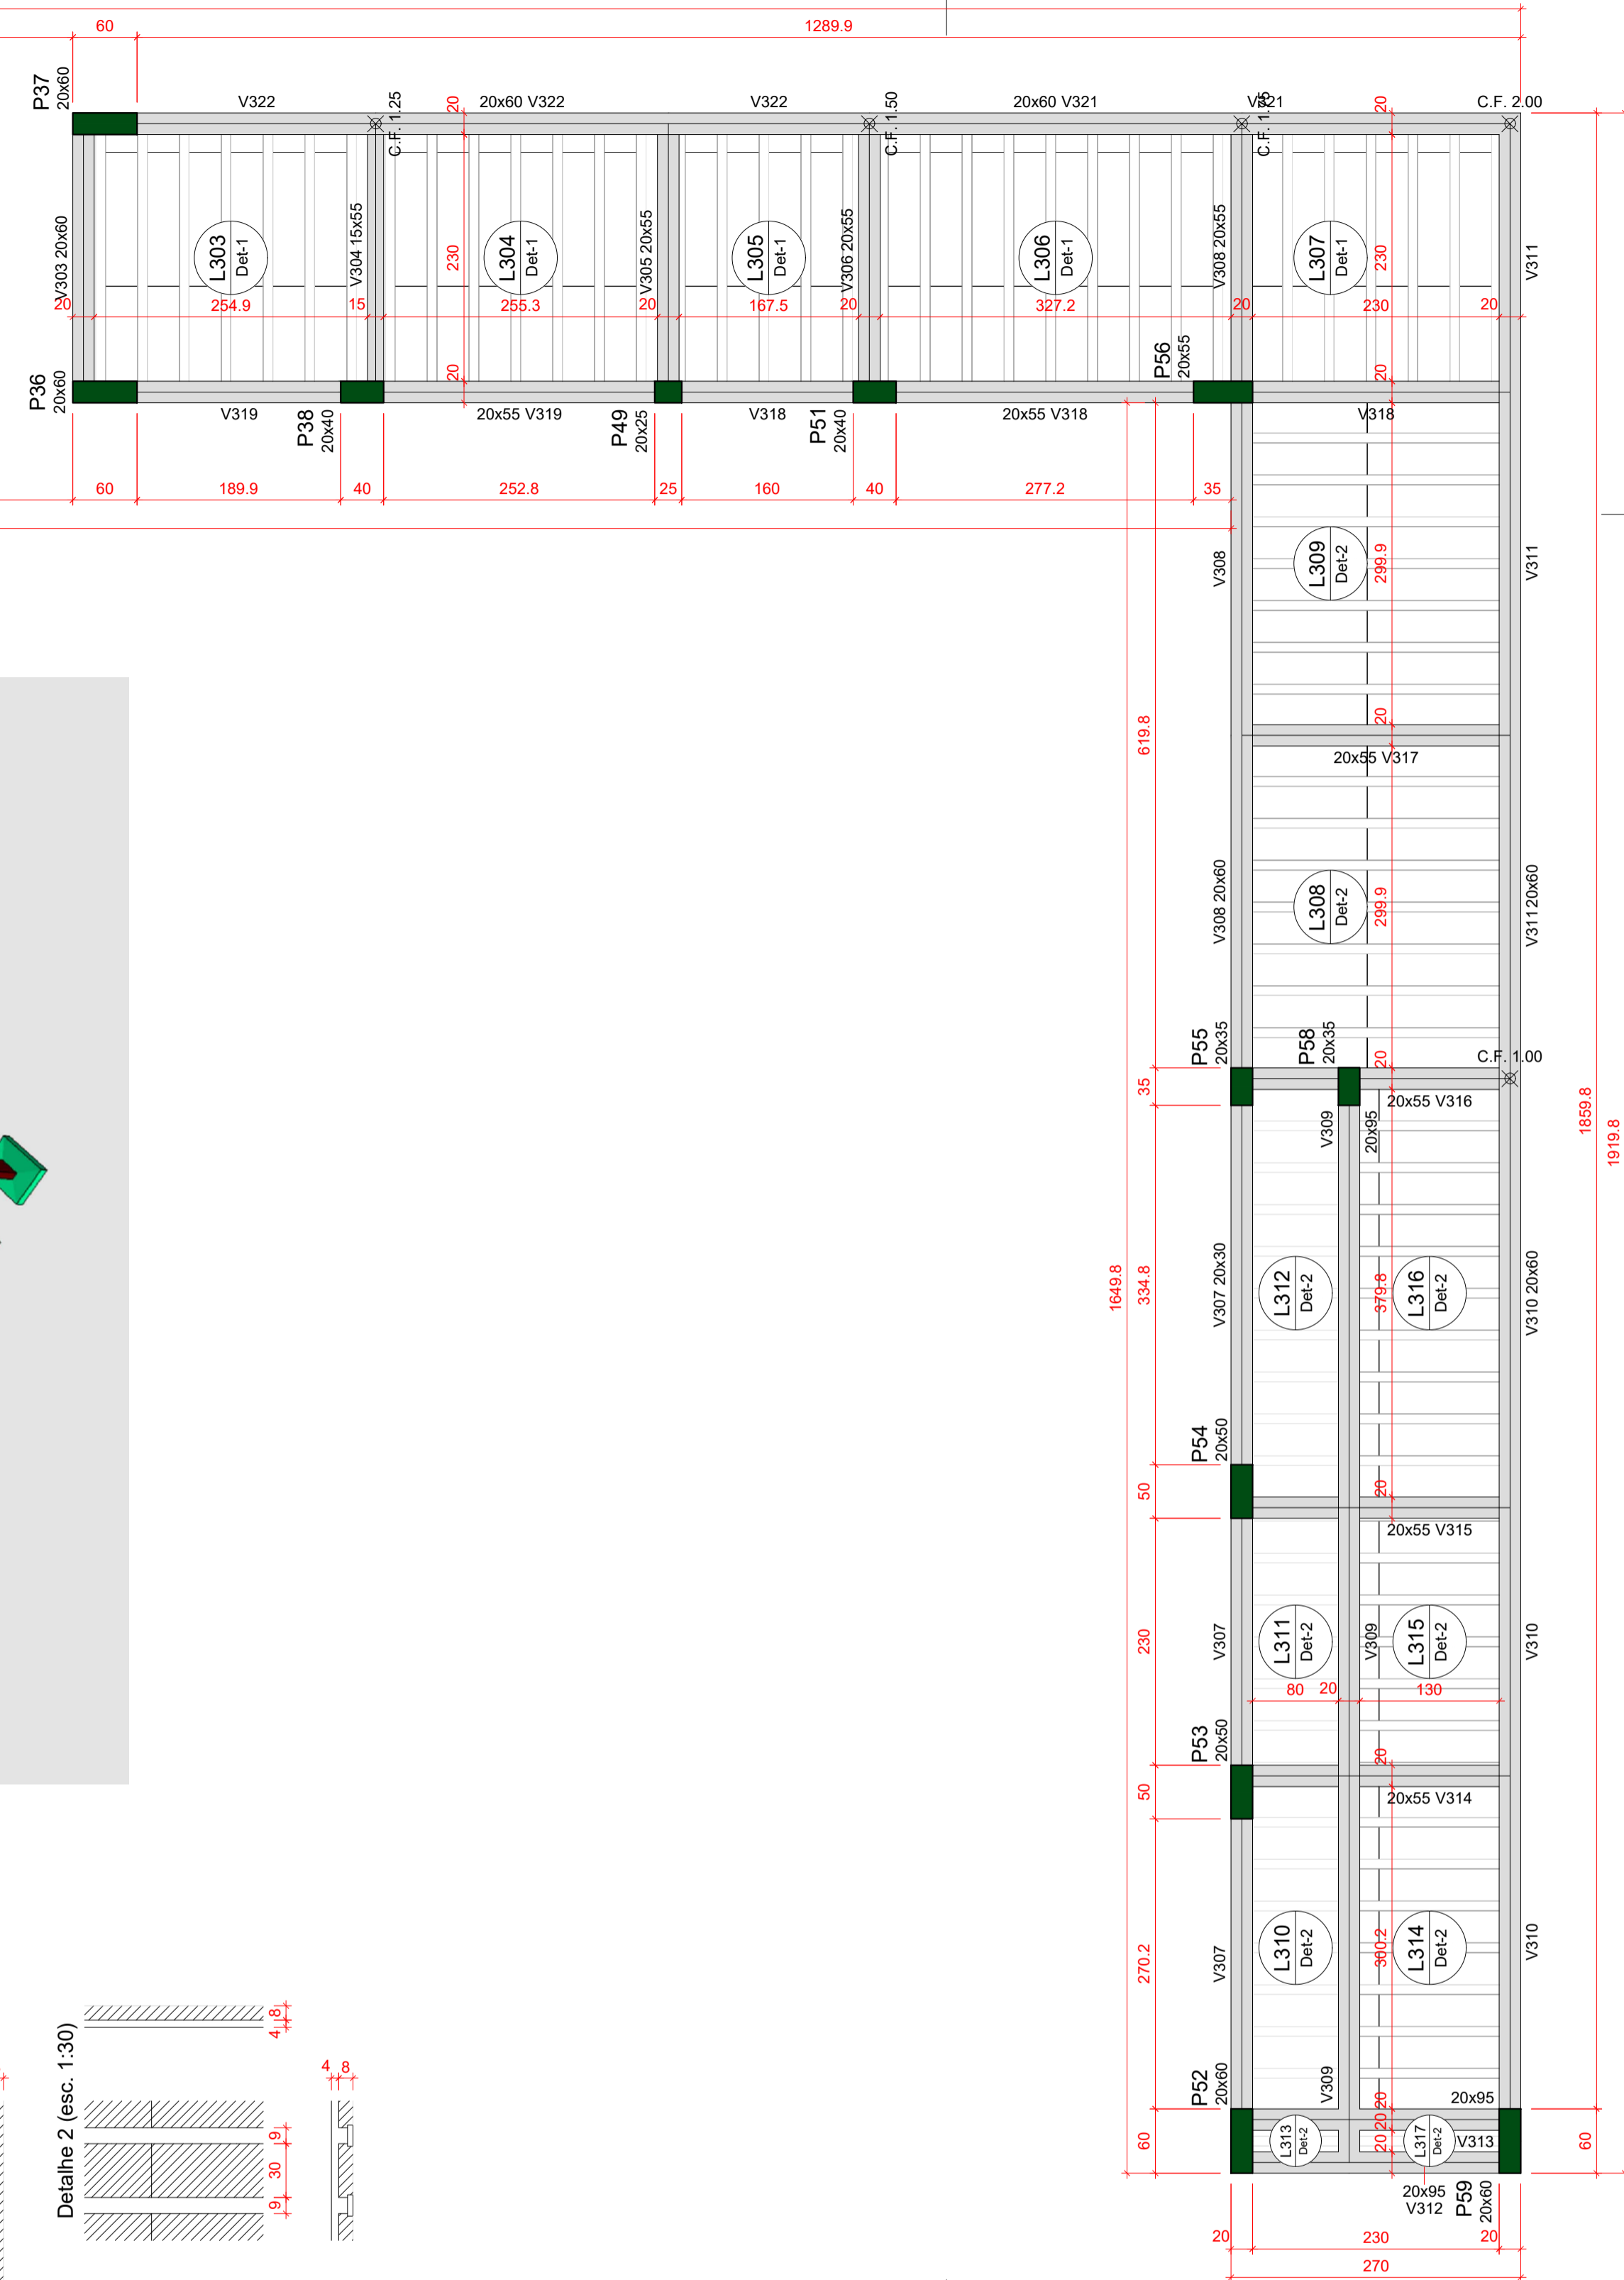 60
1289.9
P37
20x60
V322
C.F. 1.25
20x60 V322
20
V322
C.F. 1.50
20x60 V321
V321
20
C.F. 2.00
V303 20x60
L303
Det-1
V304 15x55
230
L304
Det-1
V305 20x55
L305
Det-1
V306 20x55
L306
Det-1
V308 20x55
L307
Det-1
230
V311
20
254.9
15
255.3
20
167.5
20
327.2
20
230
20
P36
20x60
V319
P38
20x40
20
20x55 V319
P49
20x25
V318
P51
20x40
20x55 V318
P56
20x55
20
V318
60
189.9
40
252.8
25
160
40
277.2
35
V308
L309
Det-2
299.9
V311
619.8
20
20x55 V317
V308 20x60
L308
Det-2
299.9
V311 20x60
P55
20x35
P58
20x35
20
C.F. 1.00
35
20x55 V316
V309
20x95
1859.8
1919.8
1649.8
334.8
V307 20x30
L312
Det-2
379.8
L316
Det-2
V310 20x60
P54
20x50
50
20
20x55 V315
230
V307
L311
Det-2
V309
L315
Det-2
V310
80
20
130
P53
20x50
50
20
20x55 V314
270.2
V307
L310
Det-2
300.2
L314
Det-2
V310
P52
20x60
V309
20
20x95
60
20
20
L313
Det-2
L317
Det-2
V313
60
20x95
V312
P59
20x60
20
230
20
270
Detalhe 2 (esc. 1:30)
8
4
4
8
9
30
9